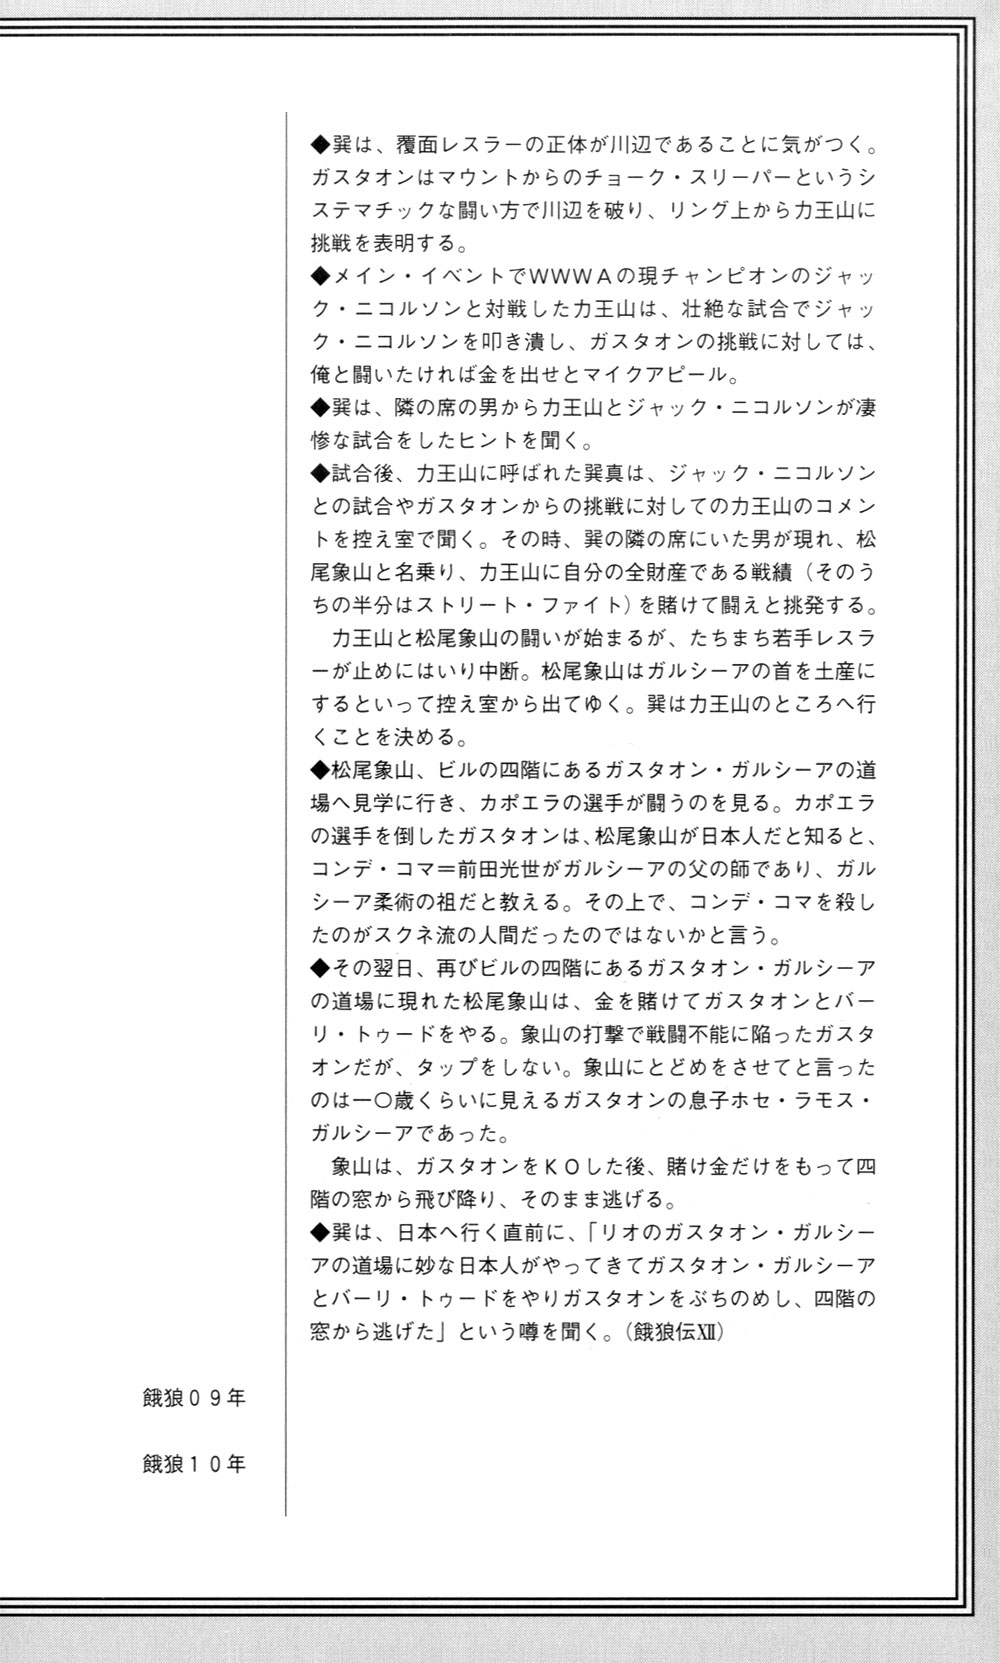 ◆巽は、覆面レスラーの正体が川辺であることに気がつく。
ガスタオンはマウントからのチョーク・スリーパーというシ
ステマチックな闘い方で川辺を破り、リング上から力王山に
挑戦を表明する。
◆メイン・イベントでＷＷＷＡの現チャンピオンのジャッ
ク・ニコルソンと対戦した力王山は、壮絶な試合でジャッ
ク・ニコルソンを叩き潰し、ガスタオンの挑戦に対しては、
俺と闘いたければ金を出せとマイクアピール。
◆巽は、隣の席の男から力王山とジャック・ニコルソンが凄
惨な試合をしたヒントを聞く。
◆試合後、力王山に呼ばれた巽真は、ジャック・ニコルソン
との試合やガスタオンからの挑戦に対しての力王山のコメン
トを控え室で聞く。その時、巽の隣の席にいた男が現れ、松
尾象山と名乗り、力王山に自分の全財産である戦績（そのう
ちの半分はストリート・ファイト）を賭けて闘えと挑発する。
　力王山と松尾象山の闘いが始まるが、たちまち若手レスラ
ーが止めにはいり中断。松尾象山はガルシーアの首を土産に
するといって控え室から出てゆく。巽は力王山のところへ行
くことを決める。
◆松尾象山、ビルの四階にあるガスタオン・ガルシーアの道
場へ見学に行き、カポエラの選手が闘うのを見る。カポエラ
の選手を倒したガスタオンは、松尾象山が日本人だと知ると、
コンデ・コマ＝前田光世がガルシーアの父の師であり、ガル
シーア柔術の祖だと教える。その上で、コンデ・コマを殺し
たのがスクネ流の人間だったのではないかと言う。
◆その翌日、再びビルの四階にあるガスタオン・ガルシーア
の道場に現れた松尾象山は、金を賭けてガスタオンとバー
リ・トゥードをやる。象山の打撃で戦闘不能に陥ったガスタ
オンだが、タップをしない。象山にとどめをさせてと言った
のは一〇歳くらいに見えるガスタオンの息子ホセ・ラモス・
ガルシーアであった。
　象山は、ガスタオンをＫＯした後、賭け金だけをもって四
階の窓から飛び降り、そのまま逃げる。
◆巽は、日本へ行く直前に、「リオのガスタオン・ガルシー
アの道場に妙な日本人がやってきてガスタオン・ガルシーア
とバーリ・トゥードをやりガスタオンをぶちのめし、四階の
窓から逃げた」という噂を聞く。（餓狼伝Ⅻ）
餓狼０９年
餓狼１０年